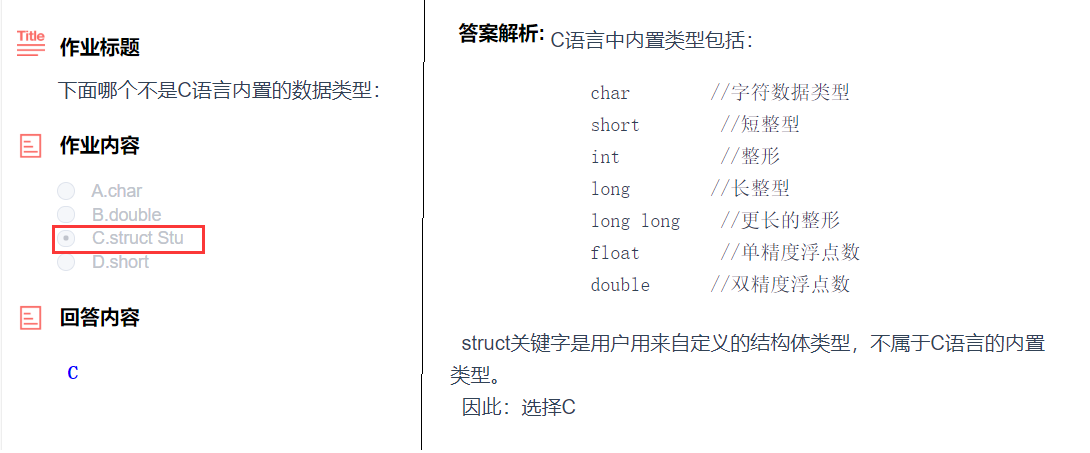 Title
作业标题
下面哪个不是C语言内置的数据类型：
作业内容
A.char
B.double
C.struct Stu
D.short
回答内容
C
答案解析: C语言中内置类型包括：
char //字符数据类型
short //短整型
int //整形
long //长整型
long long //更长的整形
float //单精度浮点数
double //双精度浮点数
struct关键字是用户用来自定义的结构体类型，不属于C语言的内置
类型。
因此：选择C